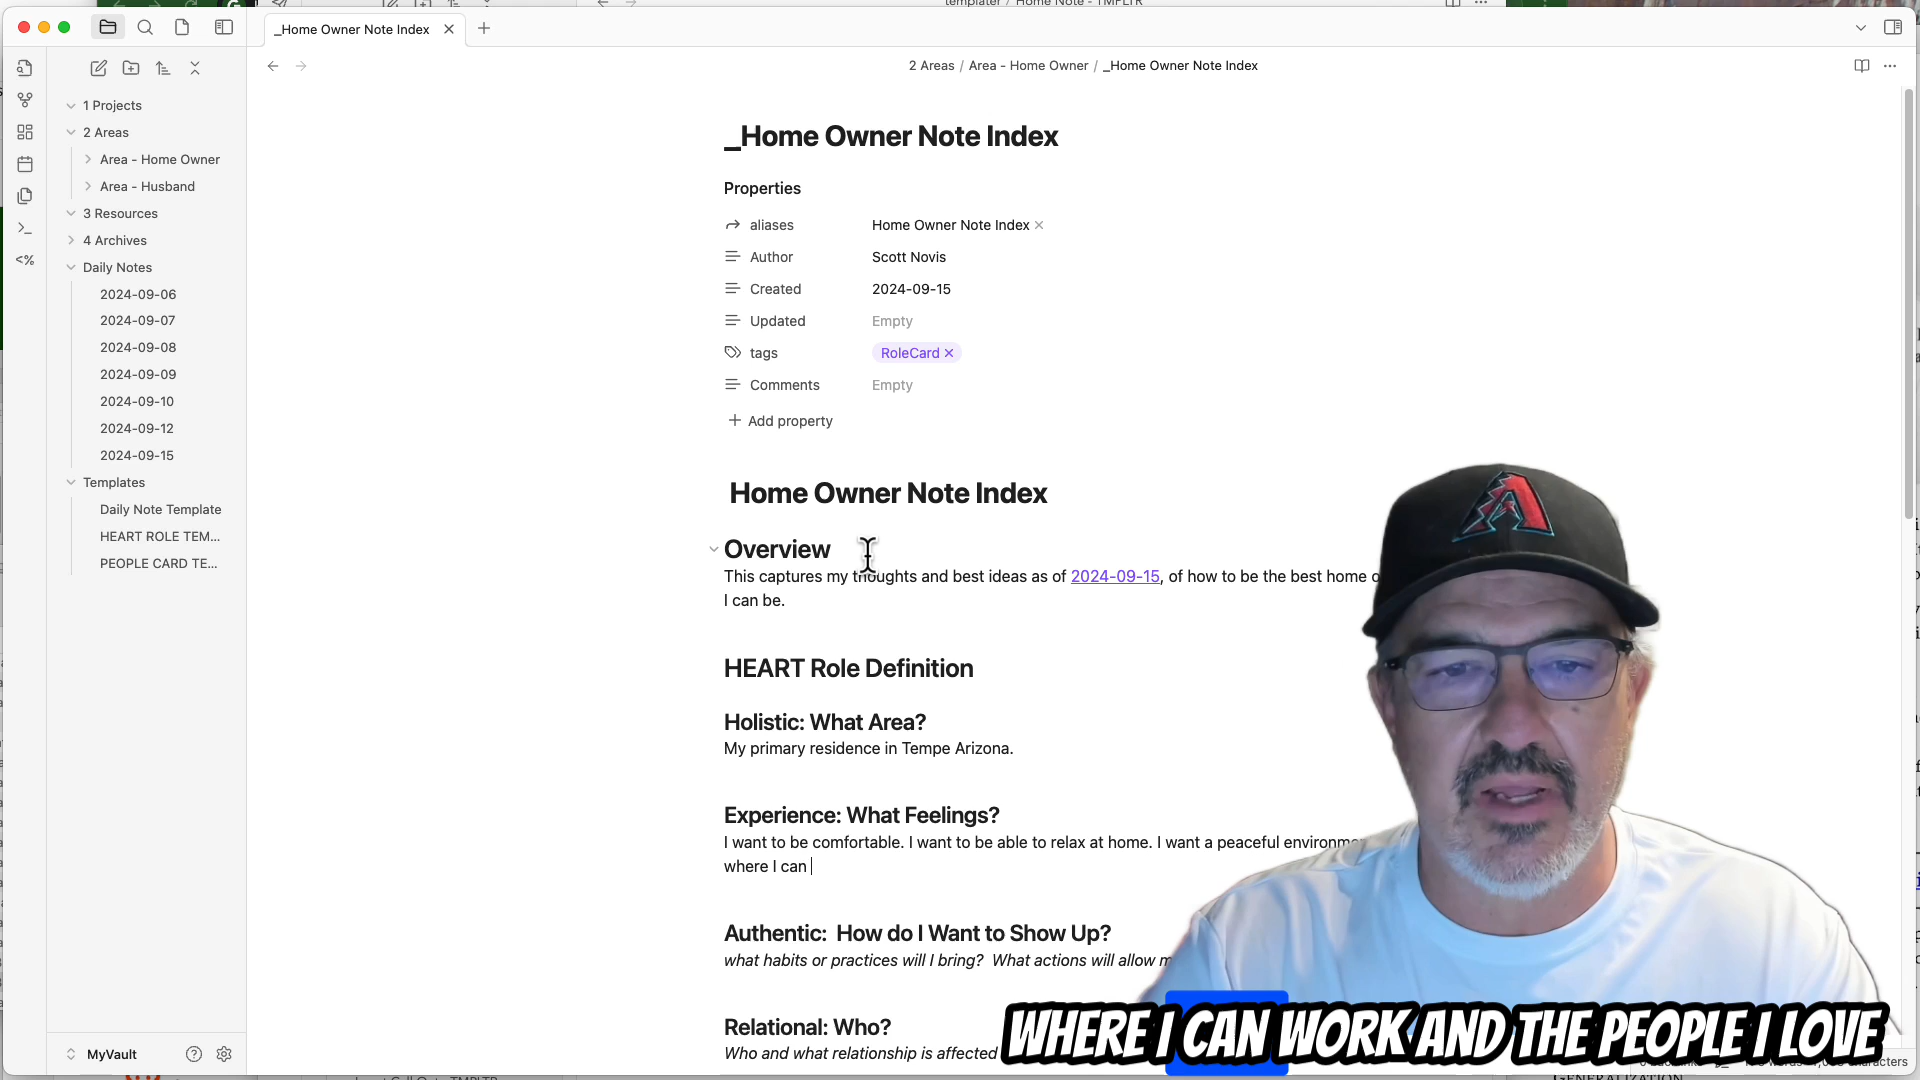 templater / Home Note - TMPLTR
_Home Owner Note Index
2 Areas / Area - Home Owner / _Home Owner Note Index
1 Projects
2 Areas
Area - Home Owner
Area - Husband
3 Resources
4 Archives
Daily Notes
2024-09-06
2024-09-07
2024-09-08
2024-09-09
2024-09-10
2024-09-12
2024-09-15
Templates
Daily Note Template
HEART ROLE TEM...
PEOPLE CARD TE...
MyVault
_Home Owner Note Index
Properties
aliases Home Owner Note Index
Author Scott Novis
Created 2024-09-15
Updated Empty
tags RoleCard
Comments Empty
Add property
Home Owner Note Index
Overview
This captures my thoughts and best ideas as of 2024-09-15, of how to be the best home
I can be.
HEART Role Definition
Holistic: What Area?
My primary residence in Tempe Arizona.
Experience: What Feelings?
I want to be comfortable. I want to be able to relax at home. I want a peaceful environme
where I can
Authentic:  How do I Want to Show Up?
what habits or practices will I bring?  What actions will allow
Relational: Who?
Who and what relationship is affected
WHERE I CAN WORK AND THE PEOPLE I LOVE
characters